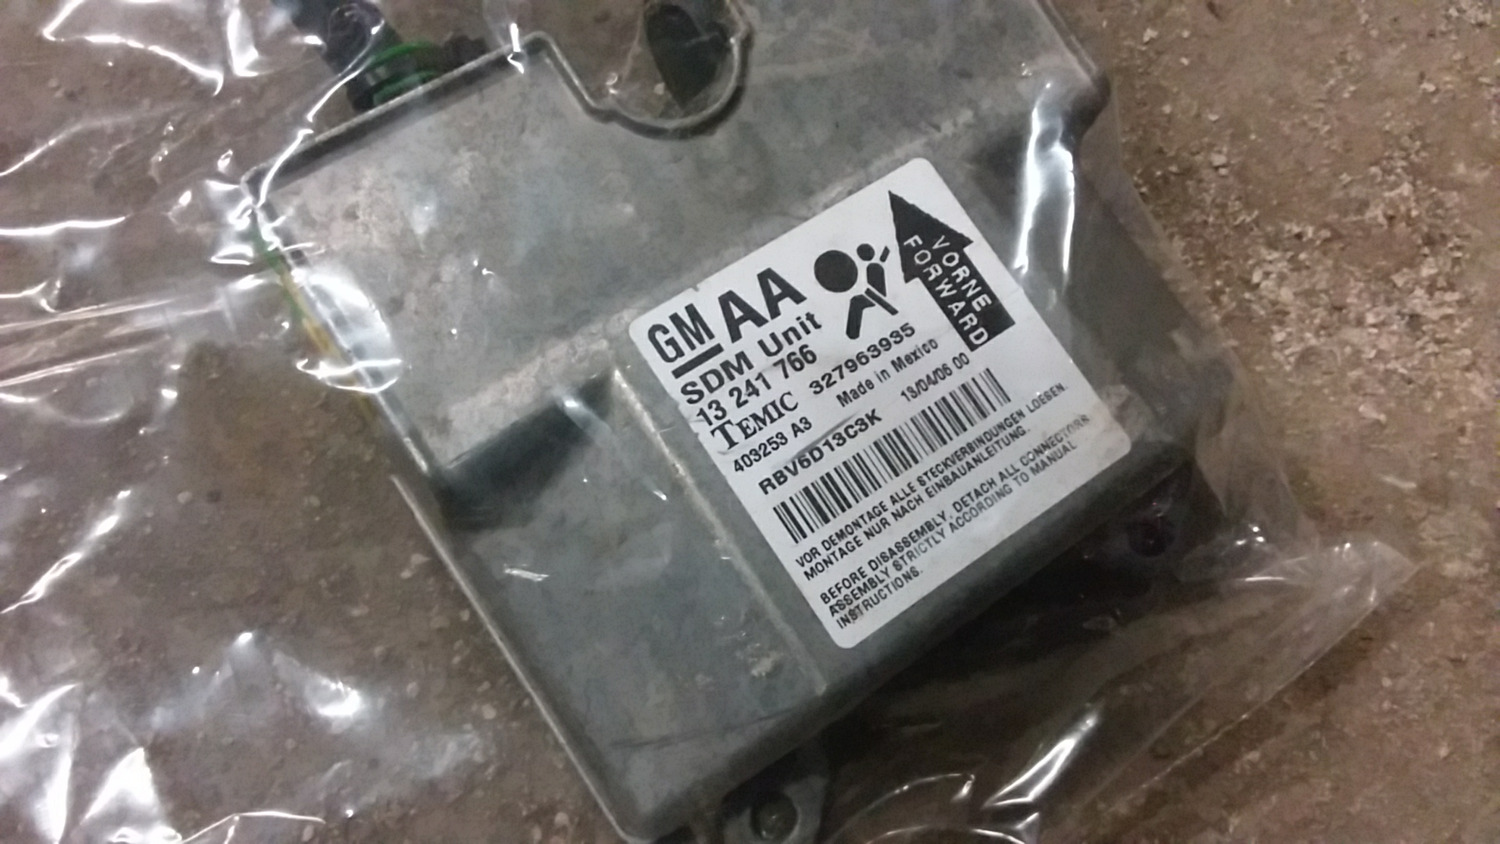 GM AA
SDM Unit
13 241 766
TEMIC 327963935
403253 A3 Made in Mexico
RBV6D13C3K 13/04/06 00
VORNE
FORWARD
VOR DEMONTAGE ALLE STECKVERBINDUNGEN LOESEN.
MONTAGE NUR NACH EINBAUANLEITUNG.
BEFORE DISASSEMBLY, DETACH ALL CONNECTORS
ASSEMBLY STRICTLY ACCORDING TO MANUAL
INSTRUCTIONS.